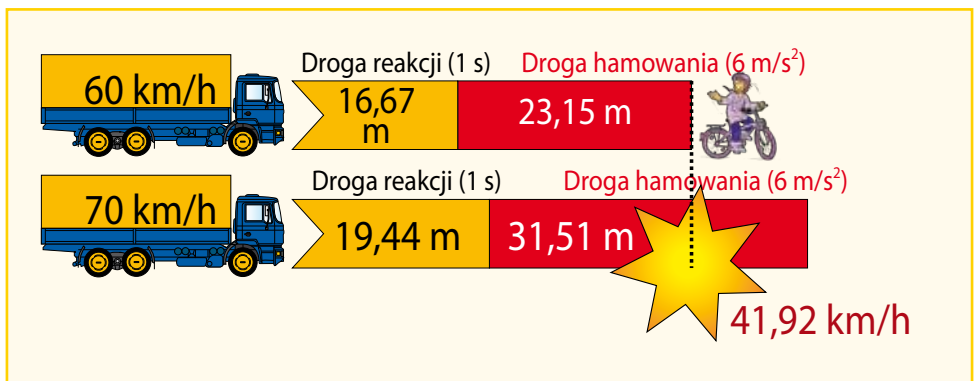 Droga reakcji (1 s) Droga hamowania (6 m/s²)
60 km/h
16,67
m
23,15 m
Droga reakcji (1 s) Droga hamowania (6 m/s²)
70 km/h
19,44 m
31,51 m
41,92 km/h